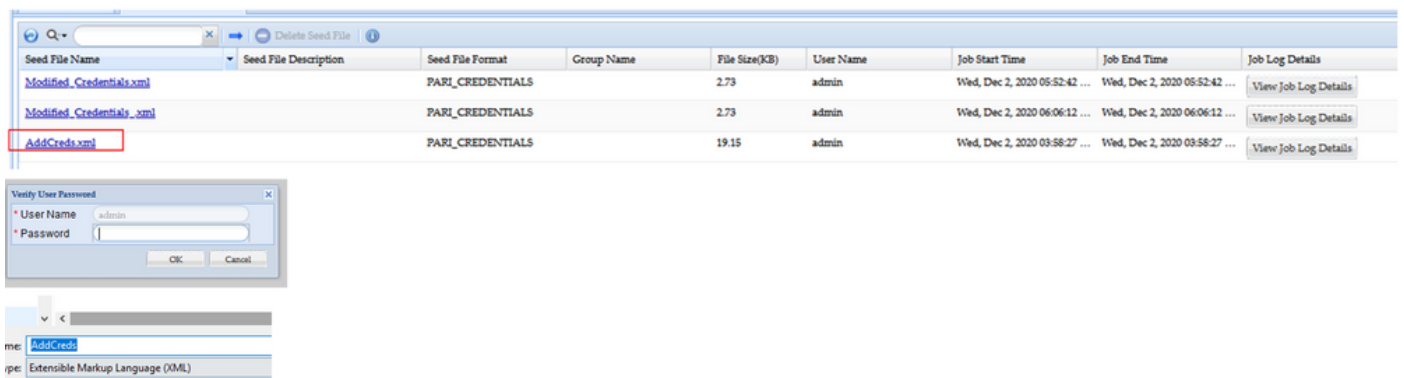 Delete Seed File
Seed File Name Seed File Description Seed File Format Group Name File Size(KB) User Name Job Start Time Job End Time Job Log Details
Modified_Credentials.xml PARI_CREDENTIALS 2.73 admin Wed, Dec 2, 2020 05:52:42 ... Wed, Dec 2, 2020 05:52:42 ... View Job Log Details
Modified_Credentials_.xml PARI_CREDENTIALS 2.73 admin Wed, Dec 2, 2020 06:06:12 ... Wed, Dec 2, 2020 06:06:12 ... View Job Log Details
AddCreds.xml PARI_CREDENTIALS 19.15 admin Wed, Dec 2, 2020 03:58:27 ... Wed, Dec 2, 2020 03:58:27 ... View Job Log Details
Verify User Password
* User Name admin
* Password
OK Cancel
me: AddCreds
ype: Extensible Markup Language (XML)